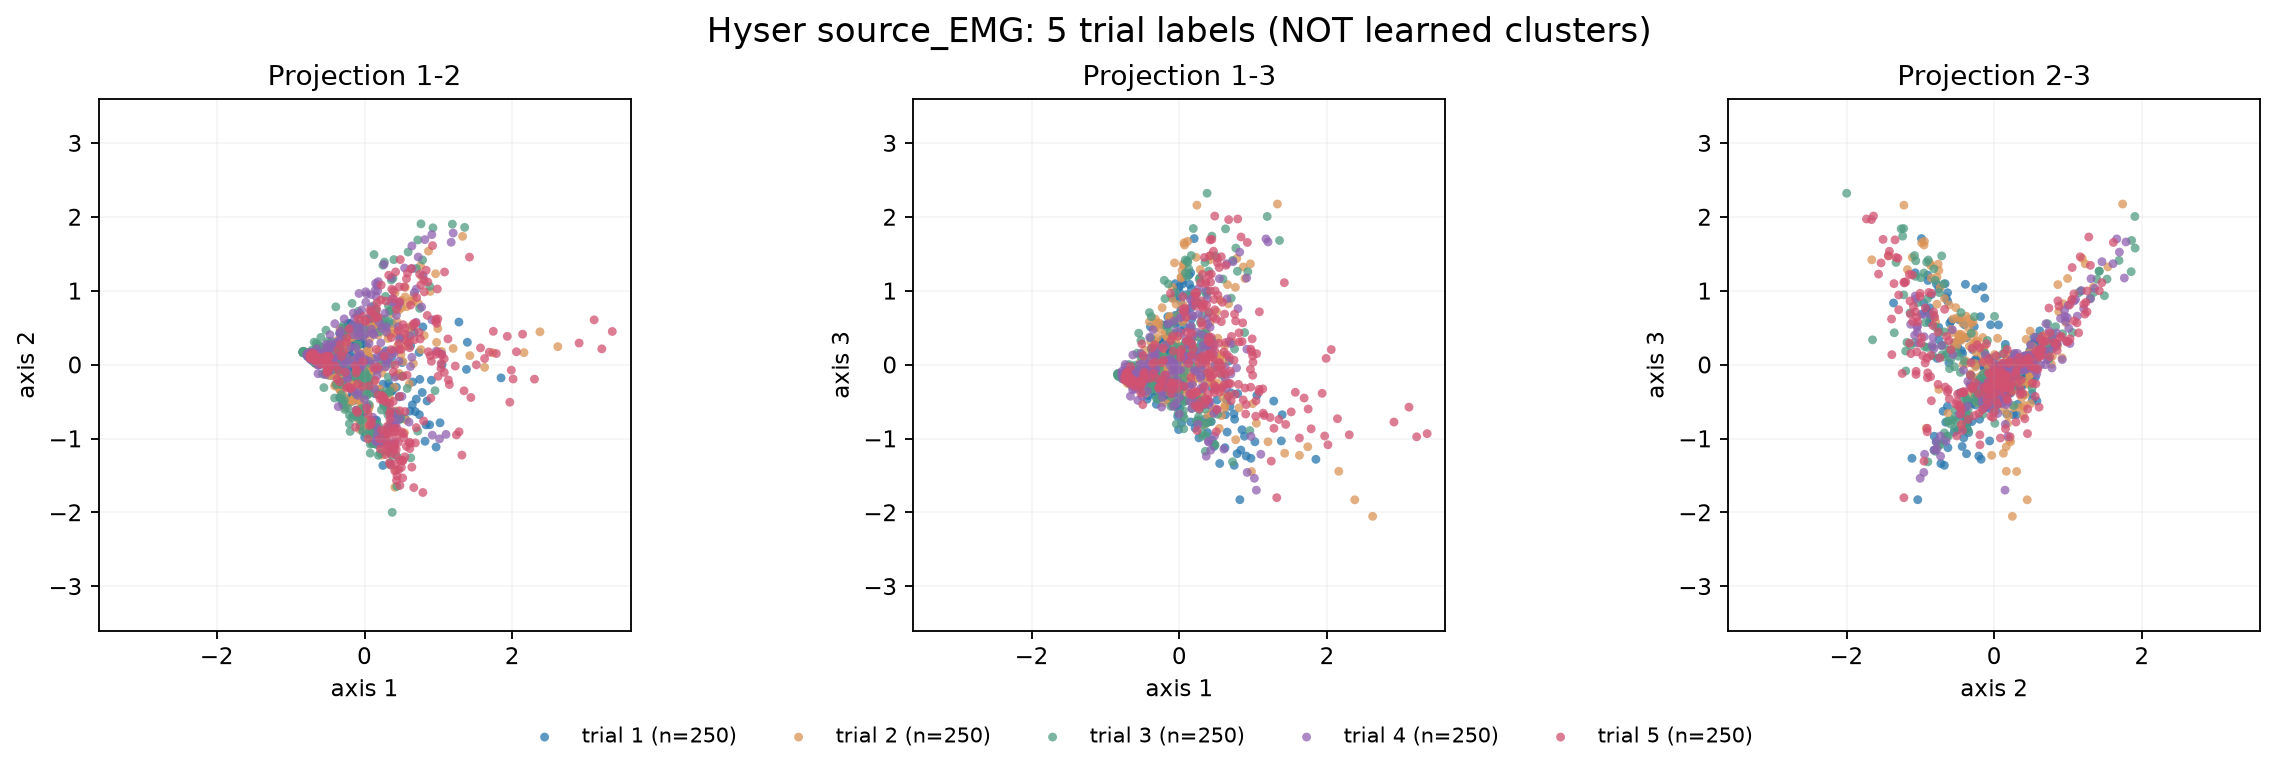 Hyser source_EMG: 5 trial labels (NOT learned clusters)
Projection 1-2
axis 2
3
2
1
0
−1
−2
−3
−2 0 2
axis 1
Projection 1-3
axis 3
3
2
1
0
−1
−2
−3
−2 0 2
axis 1
Projection 2-3
axis 3
3
2
1
0
−1
−2
−3
−2 0 2
axis 2
trial 1 (n=250) trial 2 (n=250) trial 3 (n=250) trial 4 (n=250) trial 5 (n=250)